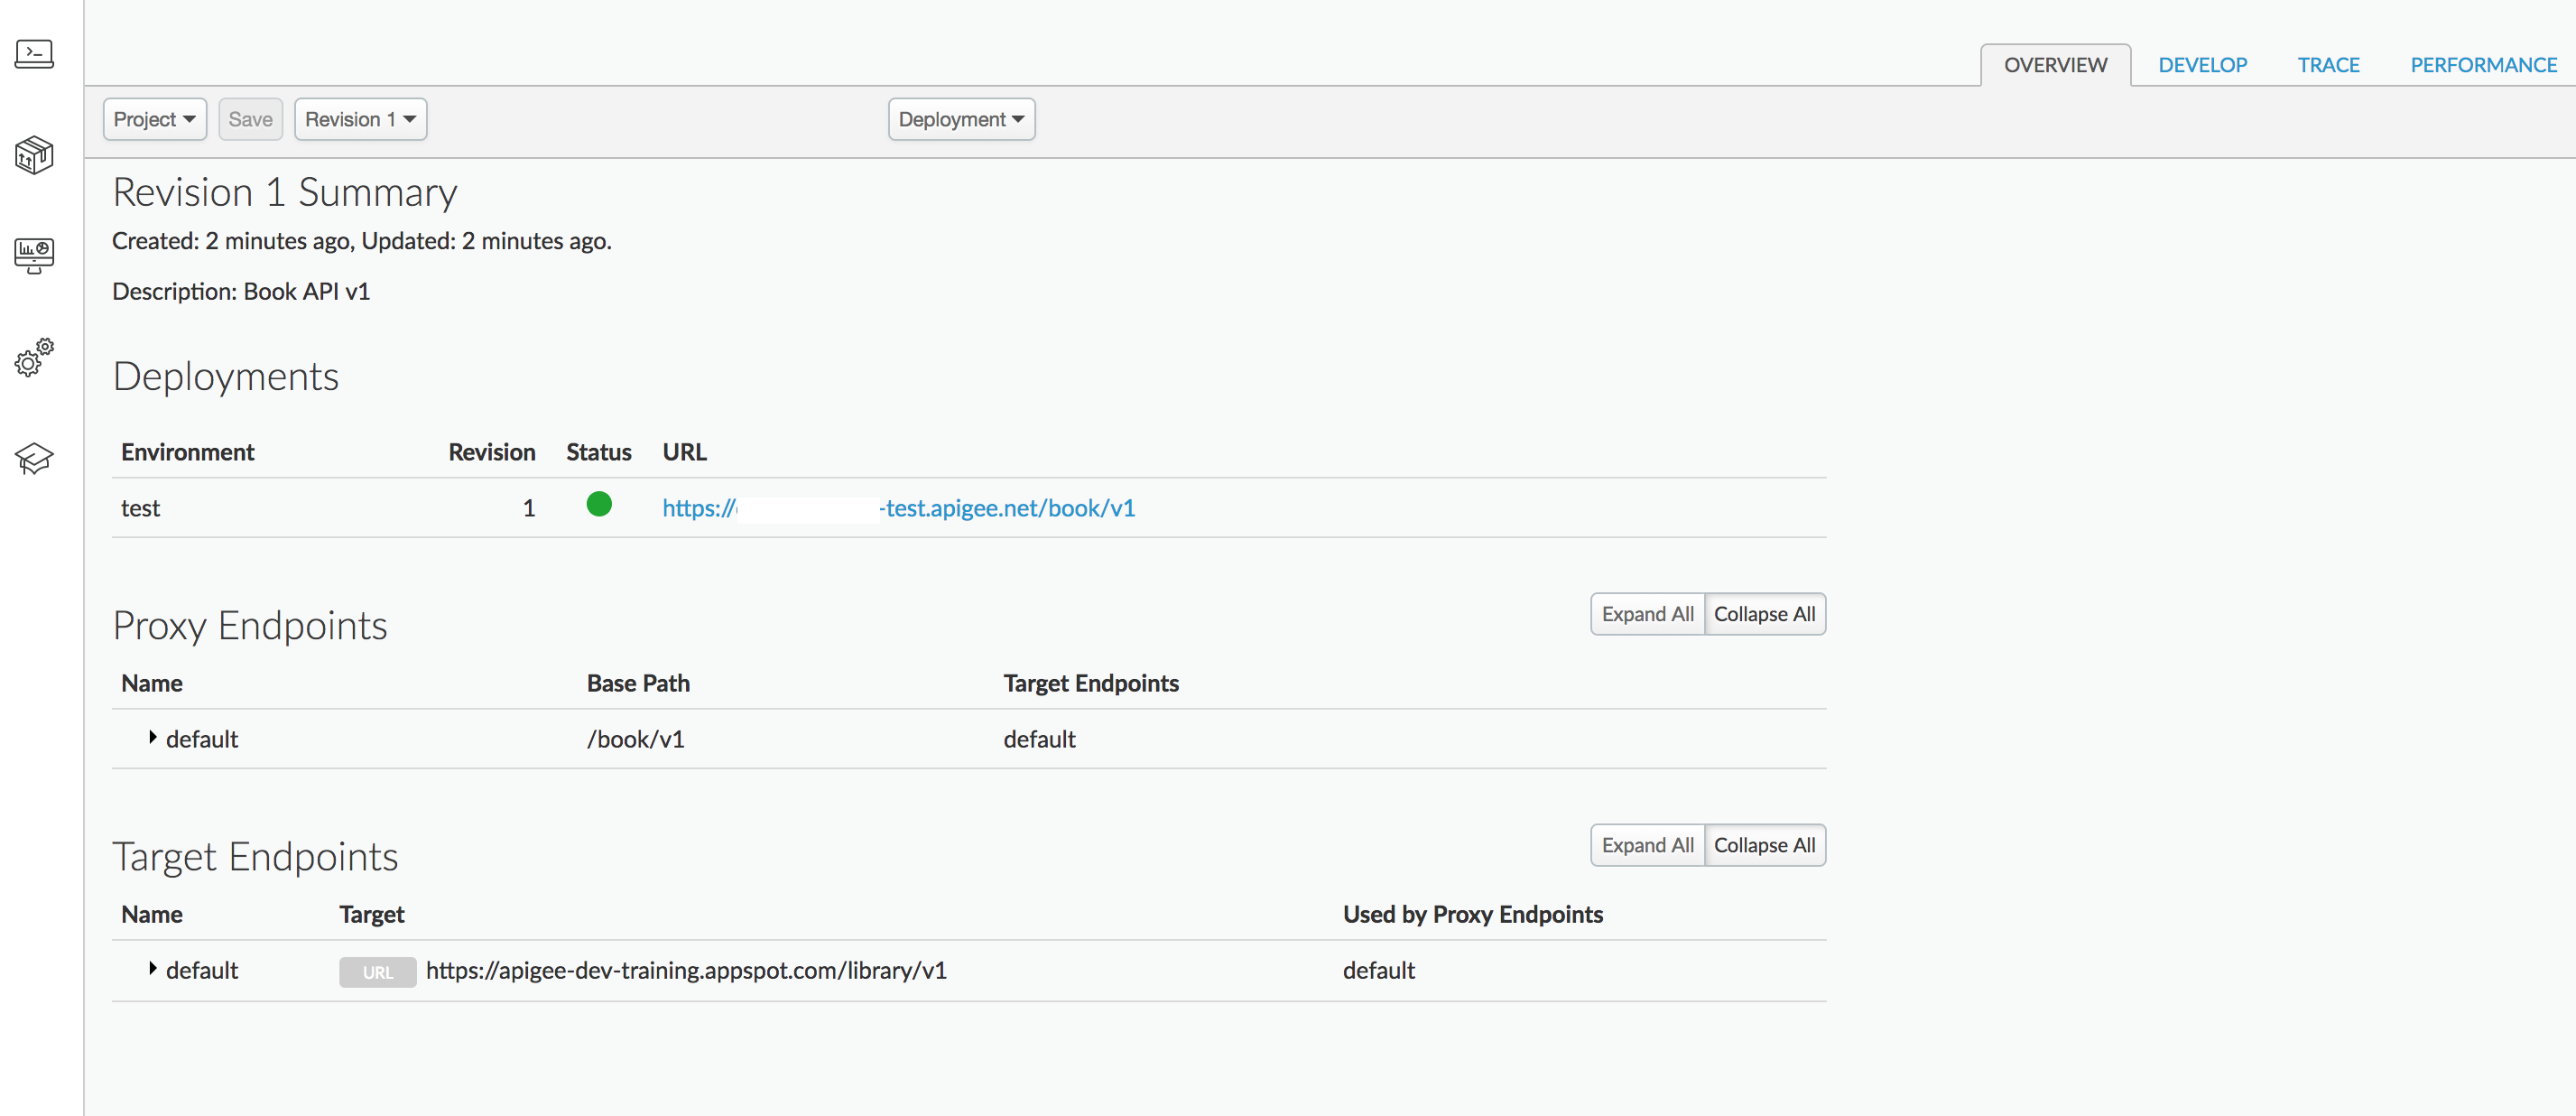 OVERVIEW DEVELOP TRACE PERFORMANCE
Project Save Revision 1 Deployment
Revision 1 Summary
Created: 2 minutes ago, Updated: 2 minutes ago.
Description: Book API v1
Deployments
Environment Revision Status URL
test 1 https:// -test.apigee.net/book/v1
Proxy Endpoints Expand All Collapse All
Name Base Path Target Endpoints
default /book/v1 default
Target Endpoints Expand All Collapse All
Name Target Used by Proxy Endpoints
default URL https://apigee-dev-training.appspot.com/library/v1 default